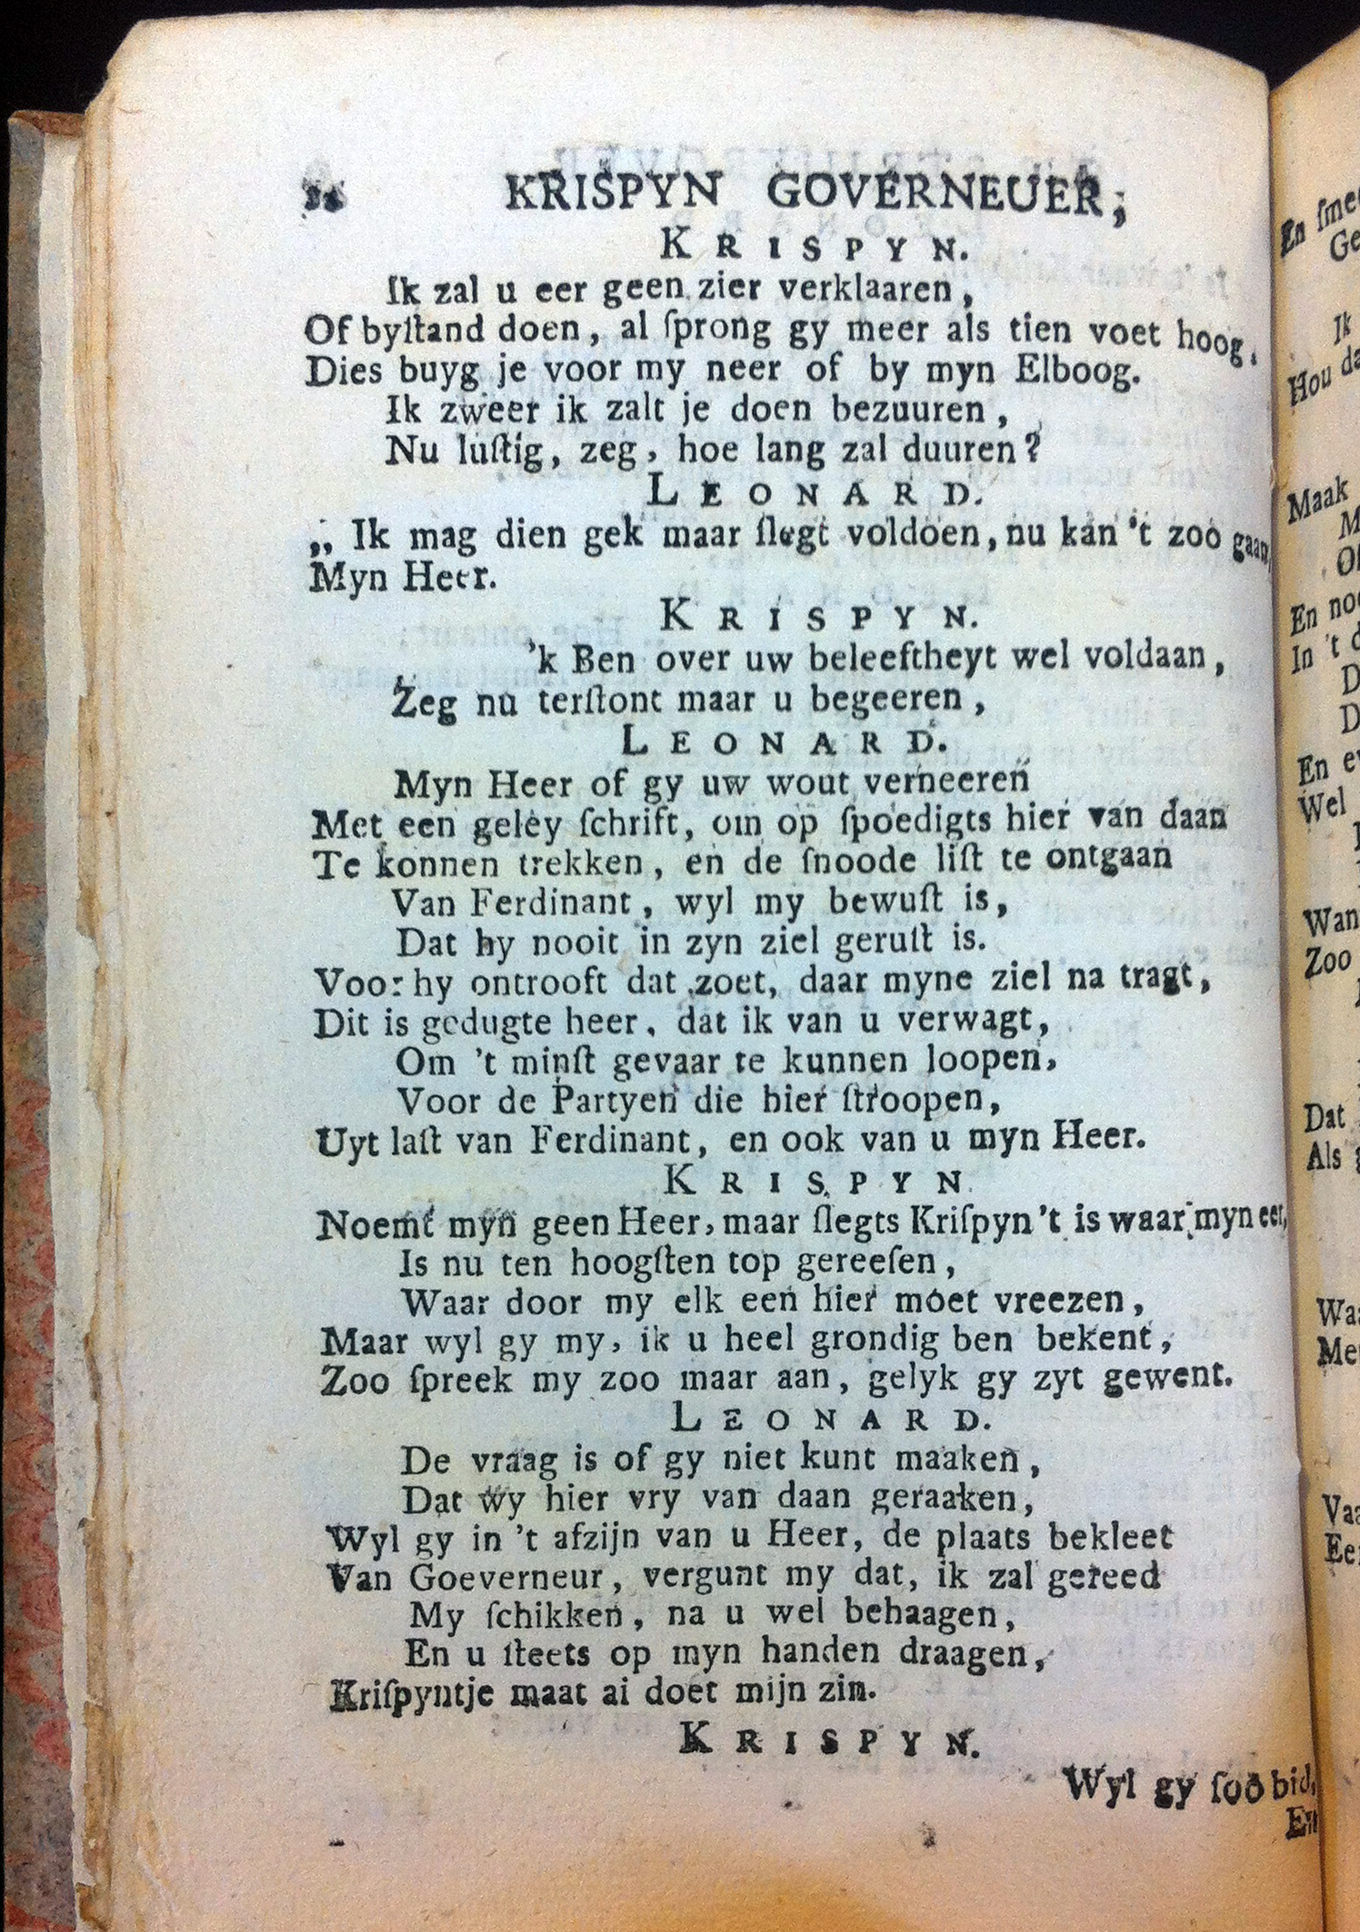 KRISPYN GOVERNEUER,
KRISPYN.
Ik zal u eer geen zier verklaaren,
Of byſtand doen, al ſprong gy meer als tien voet hoog.
Dies buyg je voor my neer of by myn Elboog.
Ik zweer ik zalt je doen bezuuren,
Nu luſtig, zeg, hoe lang zal duuren?
LEONARD.
„ Ik mag dien gek maar ſlegt voldoen, nu kan 't zoo gaan,
Myn Heer.
KRISPYN.
'k Ben over uw beleeftheyt wel voldaan,
Zeg nu terſtont maar u begeeren,
LEONARD.
Myn Heer of gy uw wout verneeren
Met een geley ſchrift, om op ſpoedigts hier van daan
Te konnen trekken, en de ſnoode liſt te ontgaan
Van Ferdinant, wyl my bewuſt is,
Dat hy nooit in zyn ziel geruſt is.
Voor hy ontrooft dat zoet, daar myne ziel na tragt,
Dit is gedugte heer, dat ik van u verwagt,
Om 't minſt gevaar te kunnen loopen,
Voor de Partyen die hier ſtroopen,
Uyt laſt van Ferdinant, en ook van u myn Heer.
KRISPYN
Noemt myn geen Heer, maar ſlegts Kriſpyn 't is waar myn eer,
Is nu ten hoogſten top gereeſen,
Waar door my elk een hier moet vreezen,
Maar wyl gy my, ik u heel grondig ben bekent,
Zoo ſpreek my zoo maar aan, gelyk gy zyt gewent.
LEONARD.
De vraag is of gy niet kunt maaken,
Dat wy hier vry van daan geraaken,
Wyl gy in 't afzijn van u Heer, de plaats bekleet
Van Goeverneur, vergunt my dat, ik zal gereed
My ſchikken, na u wel behaagen,
En u ſteets op myn handen draagen,
Kriſpyntje maat ai doet mijn zin.
KRISPYN.
Wyl gy ſoo bid,
En